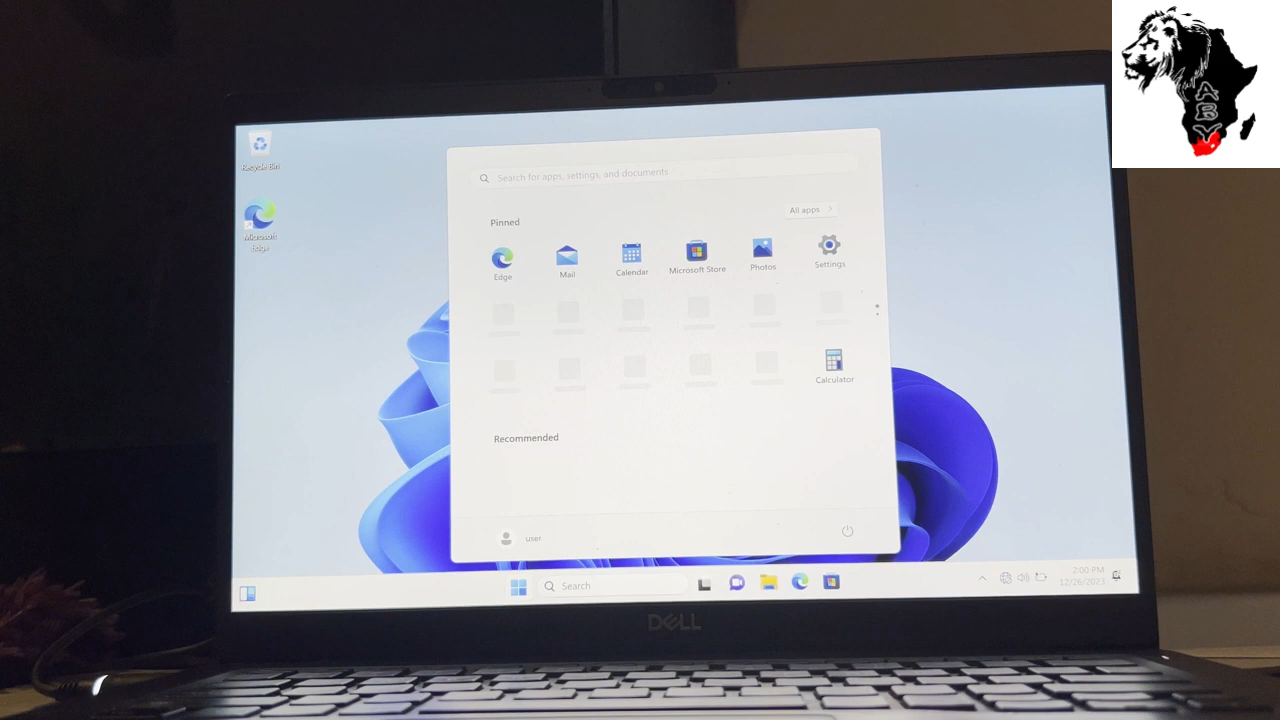 ABY
Recycle Bin
Microsoft
Edge
Search for apps, settings, and documents
Pinned
All apps
Edge
Mail
Calendar
Microsoft Store
Photos
Settings
Calculator
Recommended
user
Search
2:00 PM
12/26/2023
DELL